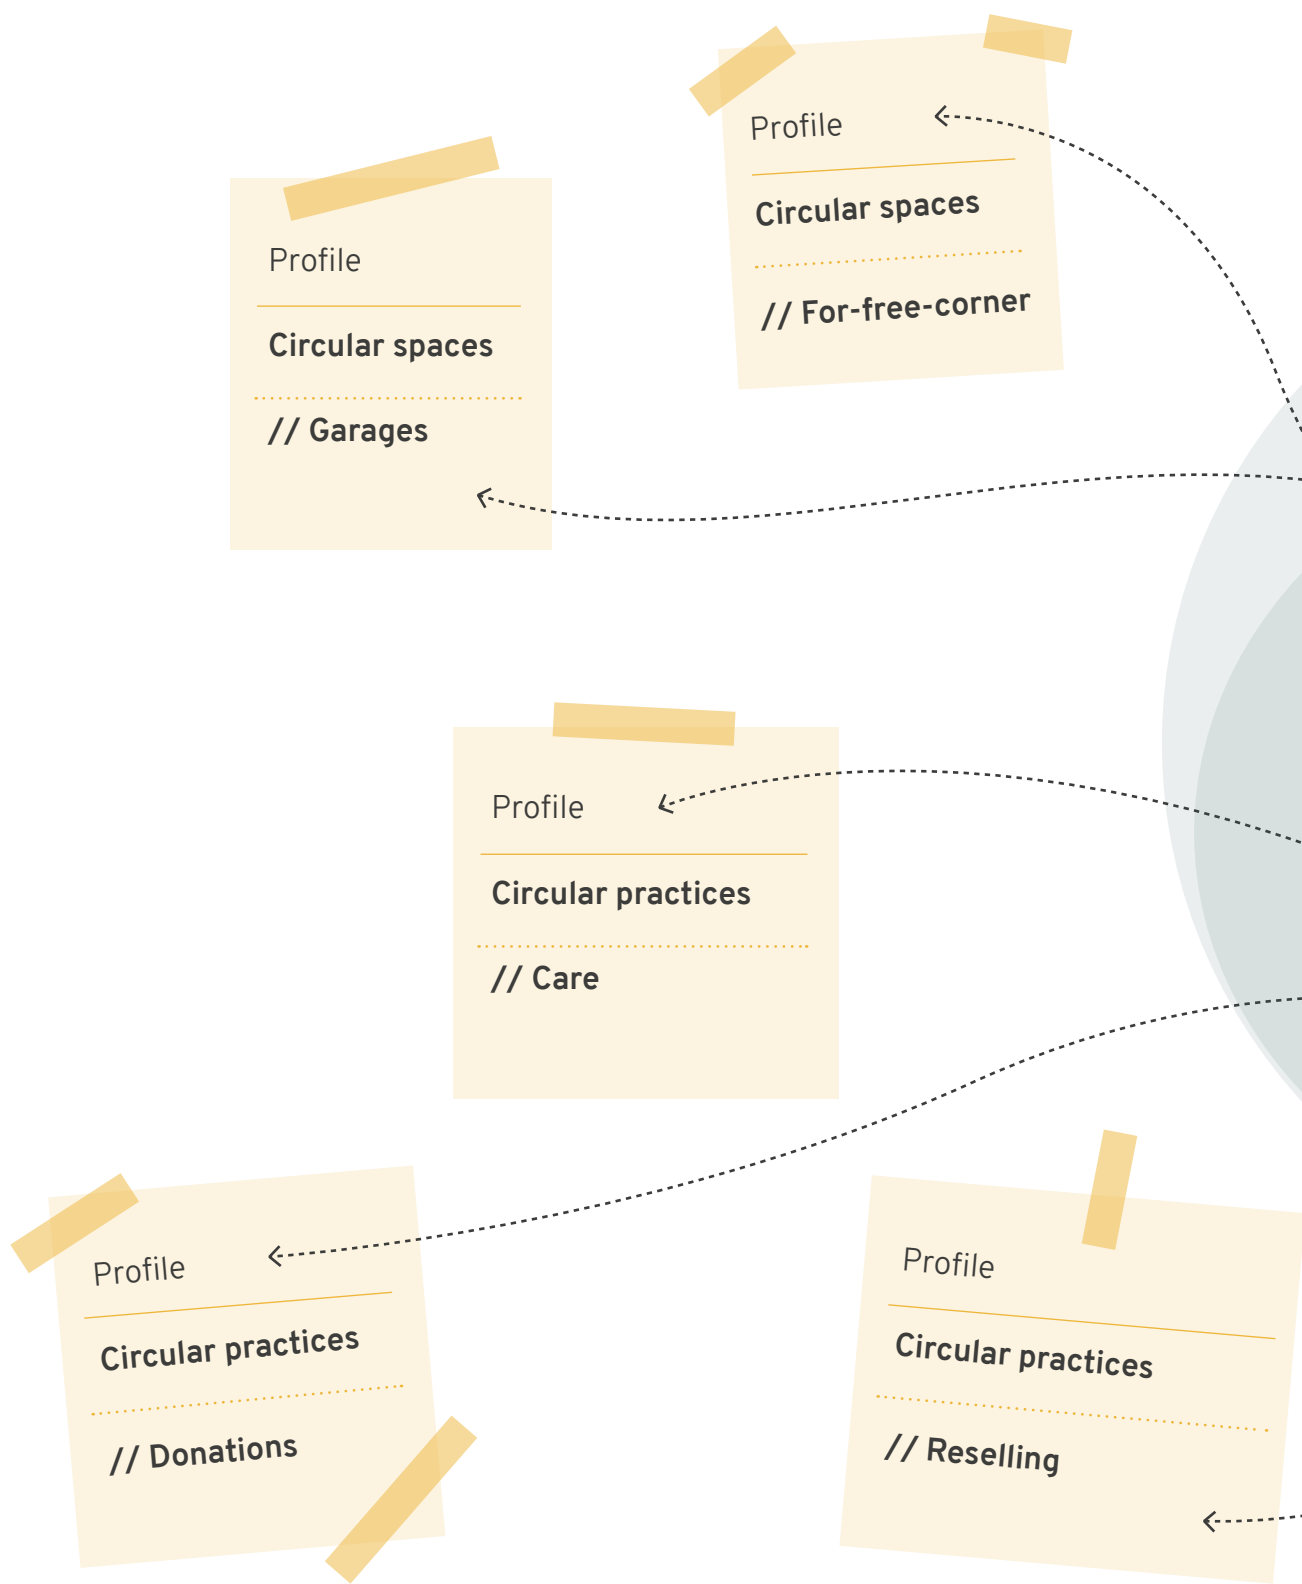 Profile
Circular spaces
// For-free-corner
Profile
Circular spaces
// Garages
Profile
Circular practices
// Care
Profile
Circular practices
// Donations
Profile
Circular practices
// Reselling